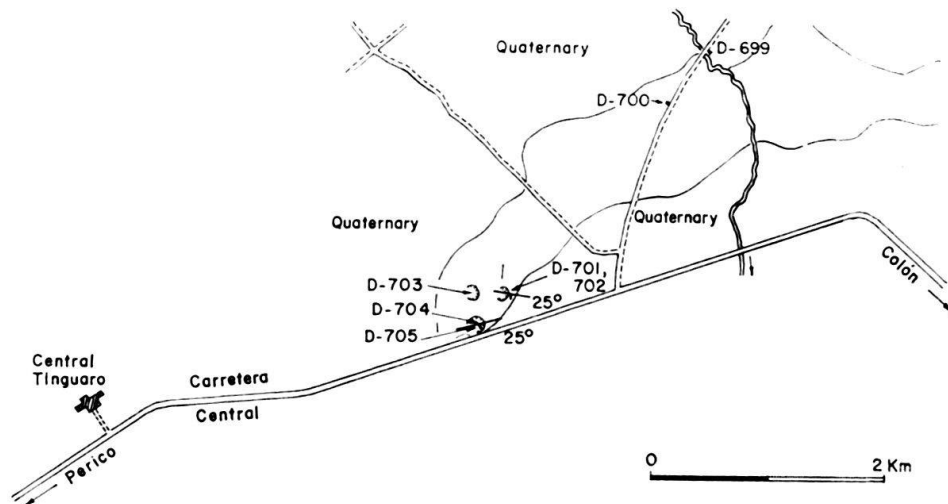 Quaternary
D-699
D-700
Quaternary
Quaternary
D-703
D-701,
702
25°
D-704
D-705
25°
Colón
Central
Tinguaro
Carretera
Central
Perico
0 2 Km